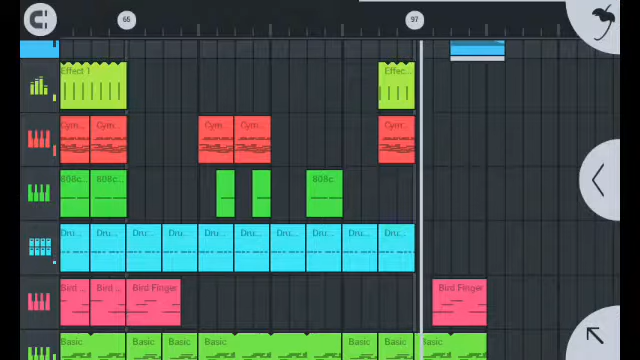 65 97
Effect 1 Effec...
Cym... Cym... Cym... Cym... Cym...
808c... 808c... 808c...
Dru... Dru... Dru... Dru... Dru... Dru... Dru... Dru... Dru... Dru...
Bird ... Bird ... Bird Finger Bird Finger
Basic Basic Basic Basic Basic Basic Basic